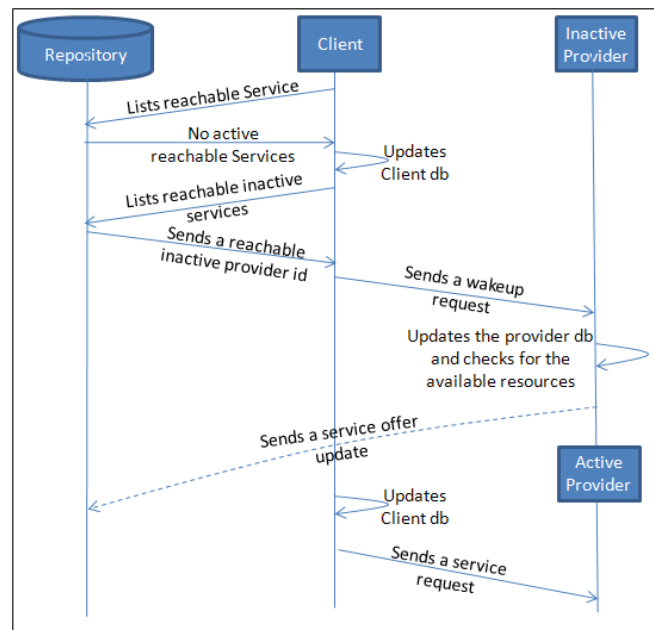 Repository
Client
Inactive
Provider
Lists reachable Service
No active
reachable Services
Updates
Client db
Lists reachable inactive
services
Sends a reachable
inactive provider id
Sends a wakeup
request
Updates the provider db
and checks for the
available resources
Sends a service offer
update
Active
Provider
Updates
Client db
Sends a service
request